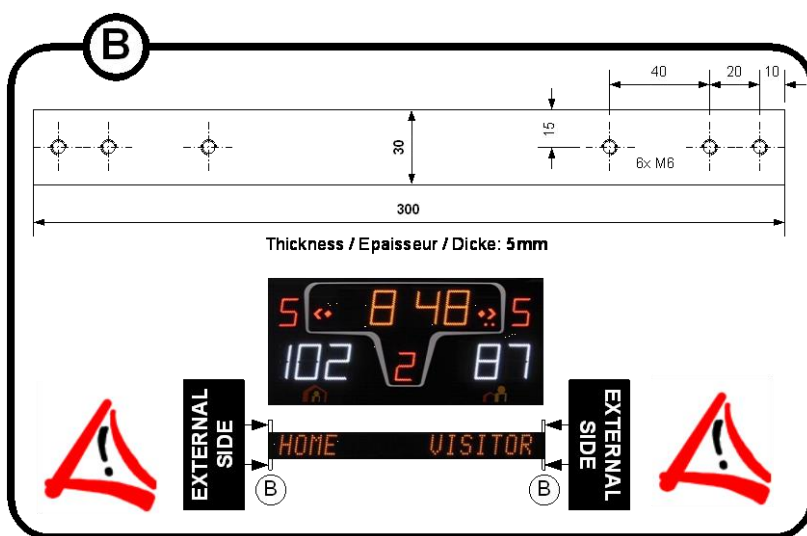 B
40
20
10
15
30
6x M6
300
Thickness / Epaisseur / Dicke: 5mm
5 8 48 5
102 2 87
EXTERNAL
SIDE
HOME VISITOR
EXTERNAL
SIDE
B
B